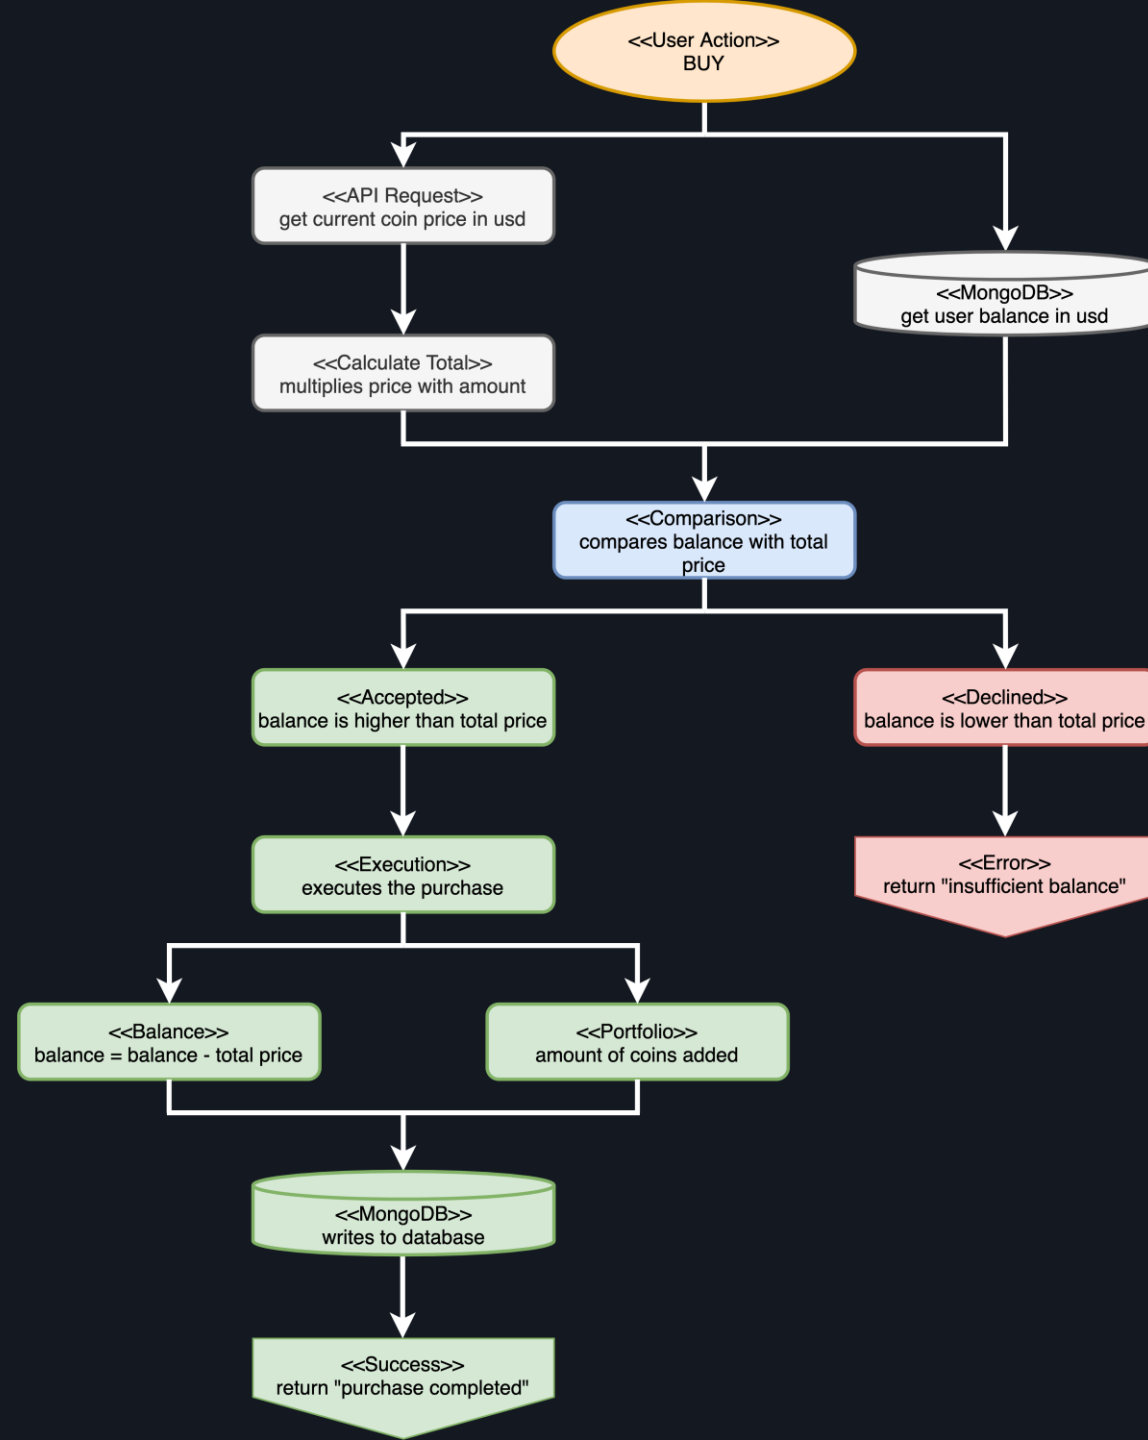 <<User Action>>
BUY
<<API Request>>
get current coin price in usd
<<MongoDB>>
get user balance in usd
<<Calculate Total>>
multiplies price with amount
<<Comparison>>
compares balance with total
price
<<Accepted>>
balance is higher than total price
<<Declined>>
balance is lower than total price
<<Execution>>
executes the purchase
<<Error>>
return "insufficient balance"
<<Balance>>
balance = balance - total price
<<Portfolio>>
amount of coins added
<<MongoDB>>
writes to database
<<Success>>
return "purchase completed"